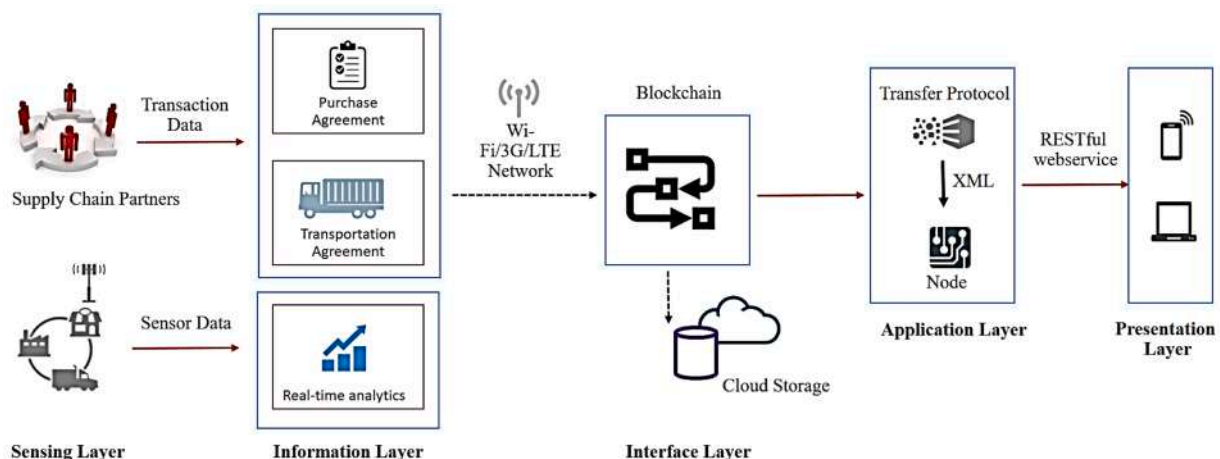 Transaction
Data
Supply Chain Partners
Sensor Data
Sensing Layer
Purchase
Agreement
Transportation
Agreement
Real-time analytics
Information Layer
Wi-
Fi/3G/LTE
Network
Blockchain
Cloud Storage
Interface Layer
Transfer Protocol
XML
Node
Application Layer
RESTful
webservice
Presentation
Layer